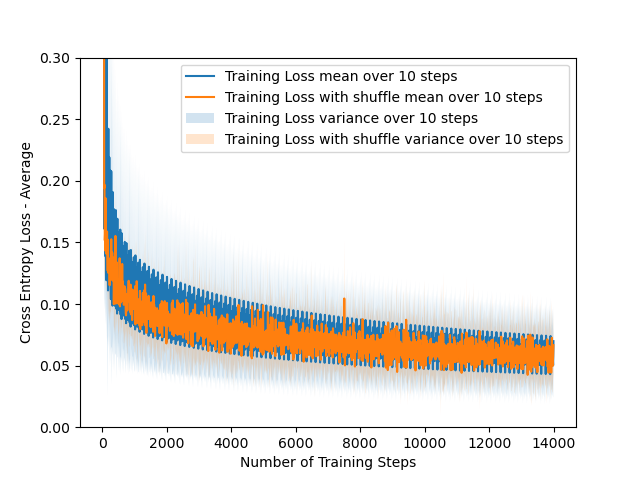 0.30
0.25
0.20
0.15
0.10
0.05
0.00
Cross Entropy Loss - Average
Training Loss mean over 10 steps
Training Loss with shuffle mean over 10 steps
Training Loss variance over 10 steps
Training Loss with shuffle variance over 10 steps
0 2000 4000 6000 8000 10000 12000 14000
Number of Training Steps